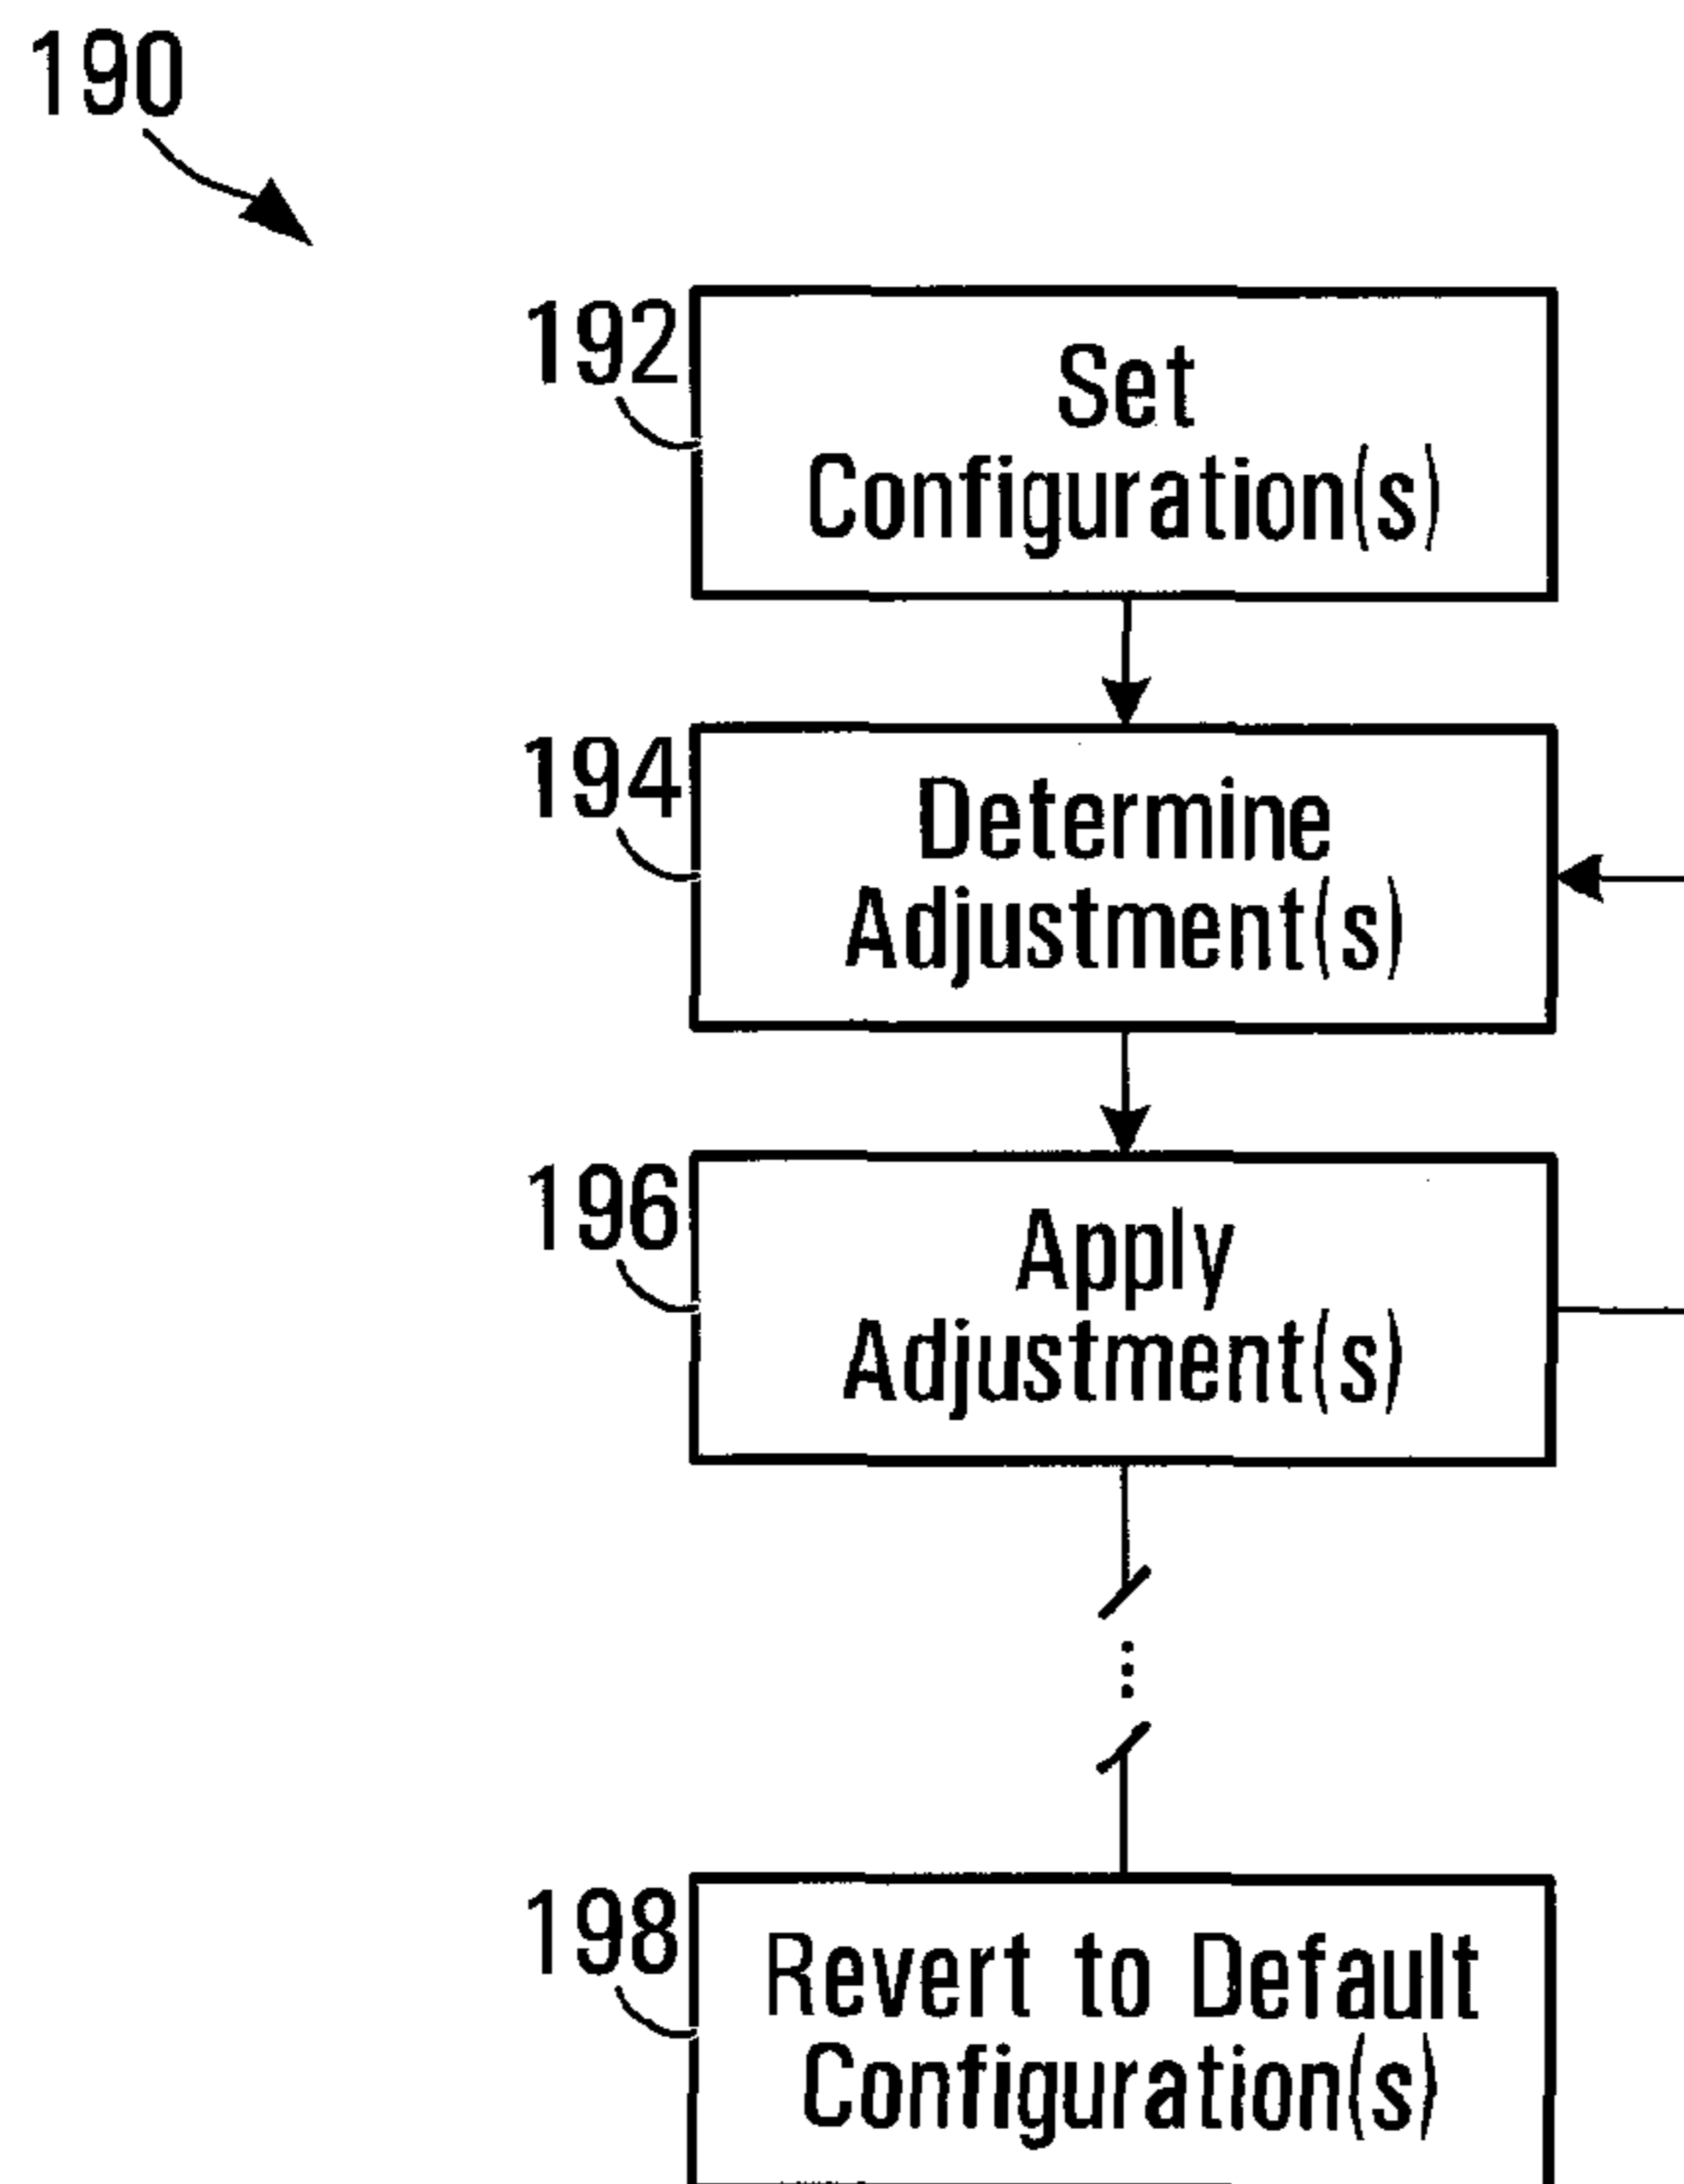 190
192
Set
Configuration(s)
194
Determine
Adjustment(s)
196
Apply
Adjustment(s)
198
Revert to Default
Configuration(s)